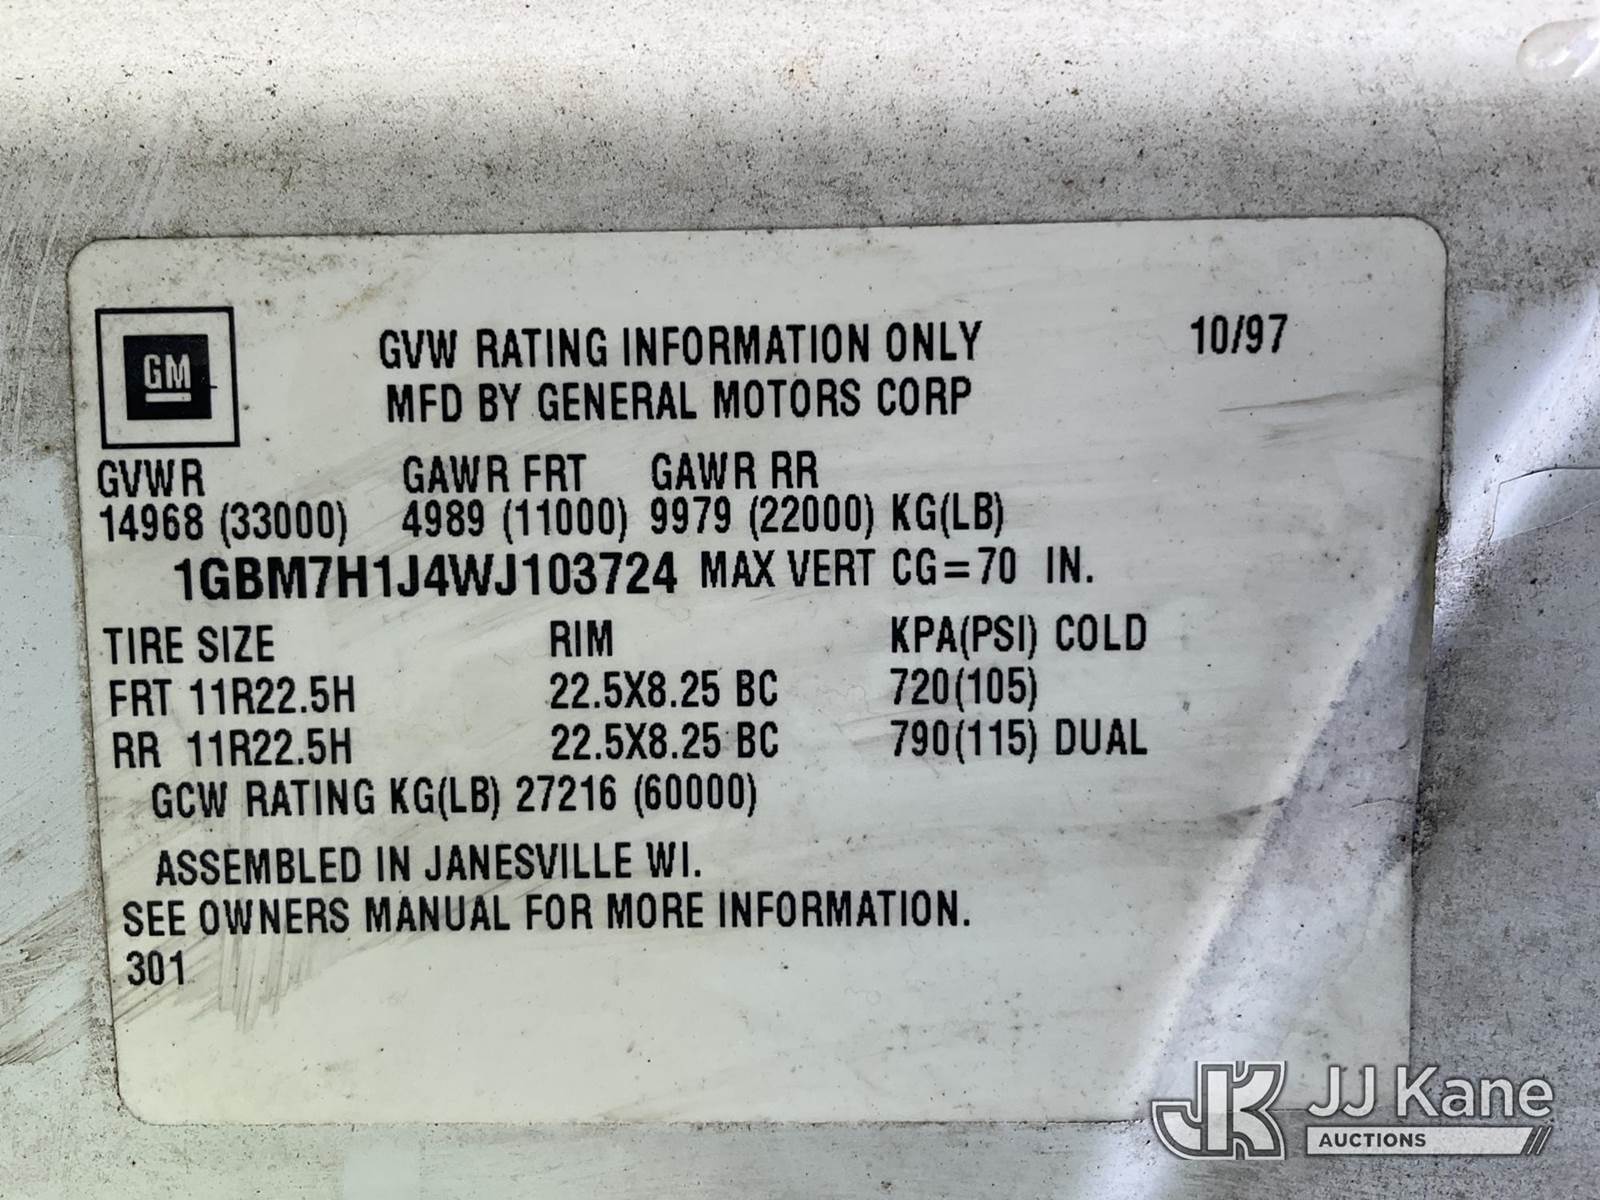 GM
GVW RATING INFORMATION ONLY 10/97
MFD BY GENERAL MOTORS CORP
GVWR GAWR FRT GAWR RR
14968 (33000) 4989 (11000) 9979 (22000) KG(LB)
1GBM7H1J4WJ103724 MAX VERT CG=70 IN.
TIRE SIZE RIM KPA(PSI) COLD
FRT 11R22.5H 22.5X8.25 BC 720(105)
RR 11R22.5H 22.5X8.25 BC 790(115) DUAL
GCW RATING KG(LB) 27216 (60000)
ASSEMBLED IN JANESVILLE WI.
SEE OWNERS MANUAL FOR MORE INFORMATION.
301
JK JJ Kane
AUCTIONS